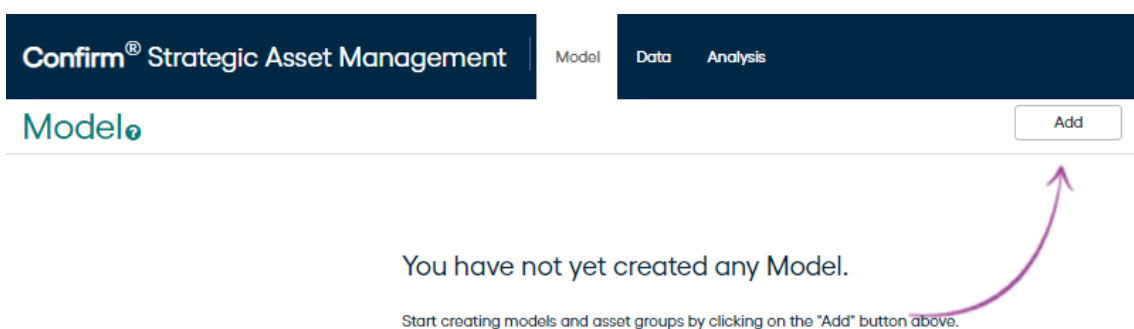 Confirm® Strategic Asset Management Model Data Analysis
Model Add
You have not yet created any Model.
Start creating models and asset groups by clicking on the "Add" button above.